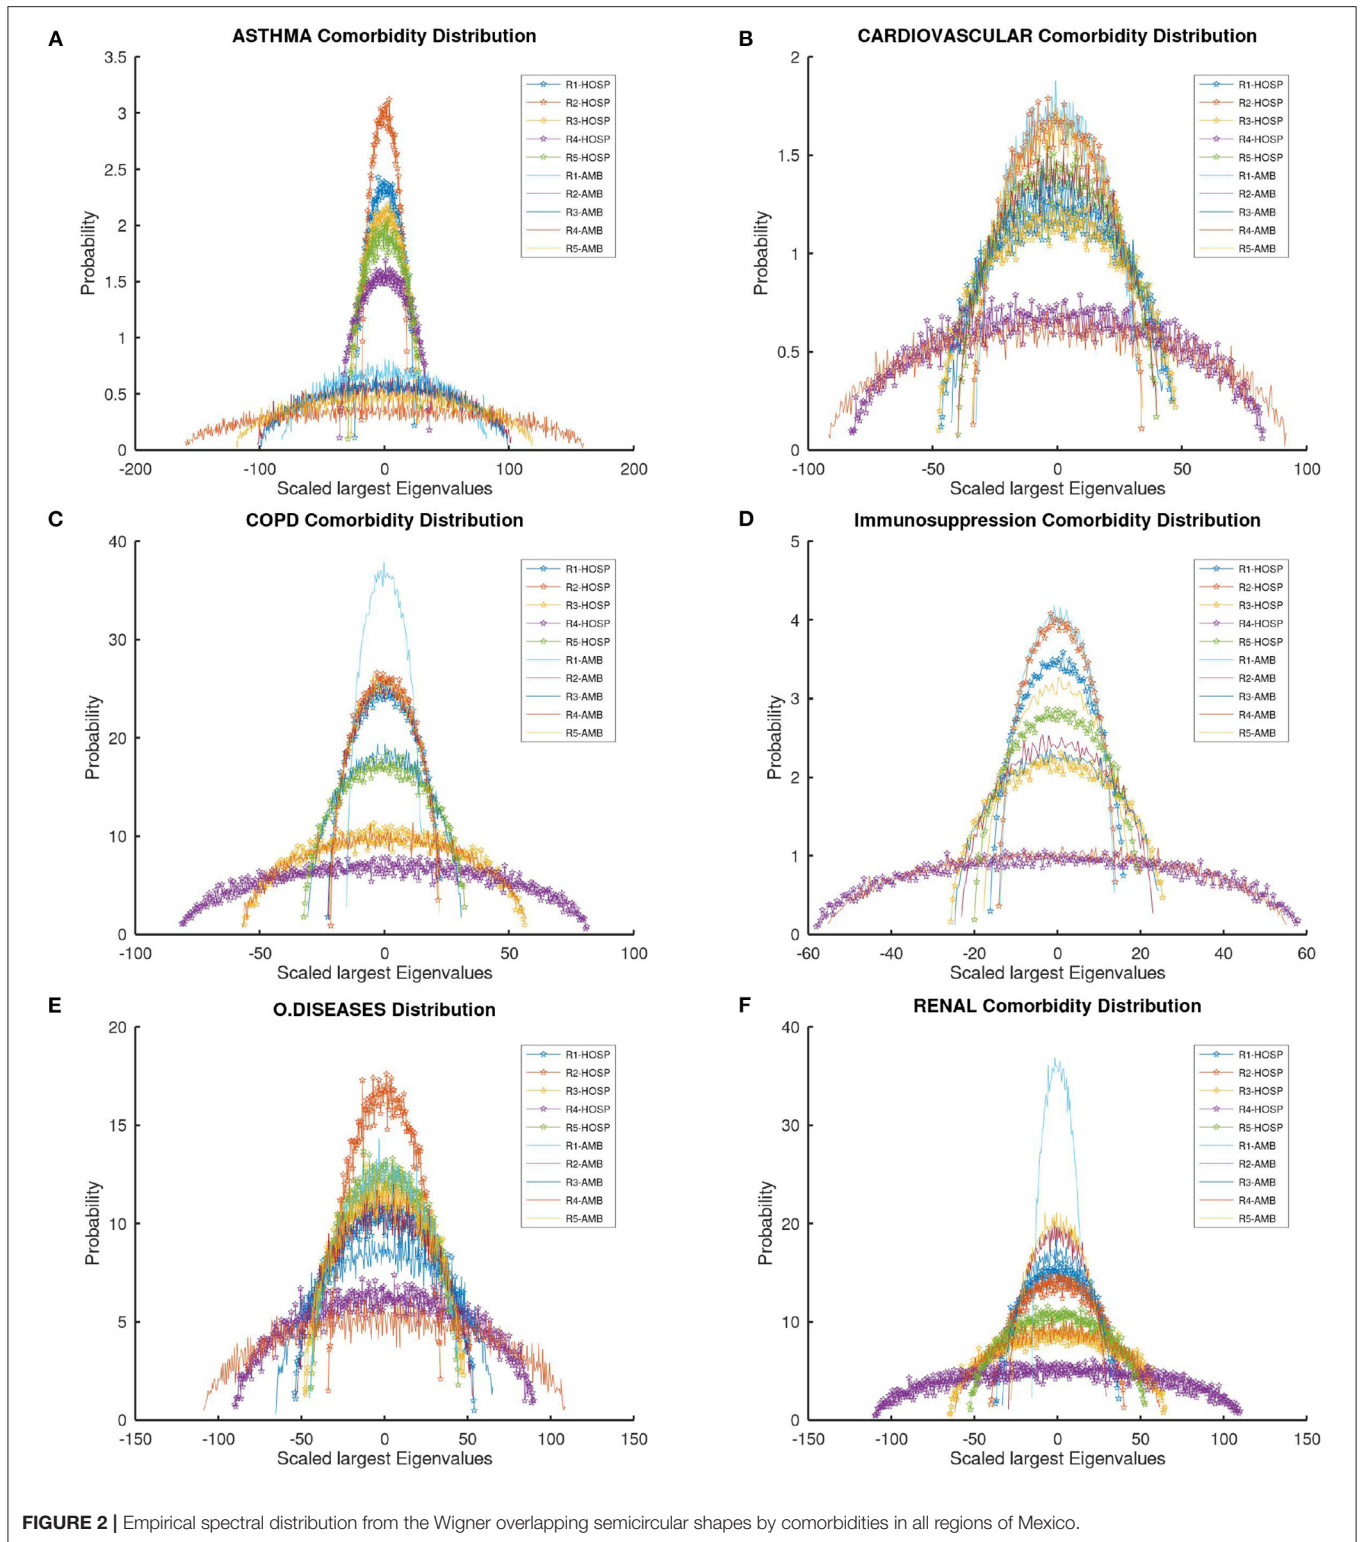 A
ASTHMA Comorbidity Distribution
3.5
3
2.5
2
1.5
1
0.5
0
Probability
-200
-100
0
100
200
Scaled largest Eigenvalues
R1-HOSP
R2-HOSP
R3-HOSP
R4-HOSP
R5-HOSP
R1-AMB
R2-AMB
R3-AMB
R4-AMB
R5-AMB
B
CARDIOVASCULAR Comorbidity Distribution
2
1.5
1
0.5
0
Probability
-100
-50
0
50
100
Scaled largest Eigenvalues
R1-HOSP
R2-HOSP
R3-HOSP
R4-HOSP
R5-HOSP
R1-AMB
R2-AMB
R3-AMB
R4-AMB
R5-AMB
C
COPD Comorbidity Distribution
40
30
20
10
0
Probability
-100
-50
0
50
100
Scaled largest Eigenvalues
R1-HOSP
R2-HOSP
R3-HOSP
R4-HOSP
R5-HOSP
R1-AMB
R2-AMB
R3-AMB
R4-AMB
R5-AMB
D
Immunosuppression Comorbidity Distribution
5
4
3
2
1
0
Probability
-60
-40
-20
0
20
40
60
Scaled largest Eigenvalues
R1-HOSP
R2-HOSP
R3-HOSP
R4-HOSP
R5-HOSP
R1-AMB
R2-AMB
R3-AMB
R4-AMB
R5-AMB
E
O.DISEASES Distribution
20
15
10
5
0
Probability
-150
-100
-50
0
50
100
150
Scaled largest Eigenvalues
R1-HOSP
R2-HOSP
R3-HOSP
R4-HOSP
R5-HOSP
R1-AMB
R2-AMB
R3-AMB
R4-AMB
R5-AMB
F
RENAL Comorbidity Distribution
40
30
20
10
0
Probability
-150
-100
-50
0
50
100
150
Scaled largest Eigenvalues
R1-HOSP
R2-HOSP
R3-HOSP
R4-HOSP
R5-HOSP
R1-AMB
R2-AMB
R3-AMB
R4-AMB
R5-AMB
FIGURE 2 | Empirical spectral distribution from the Wigner overlapping semicircular shapes by comorbidities in all regions of Mexico.